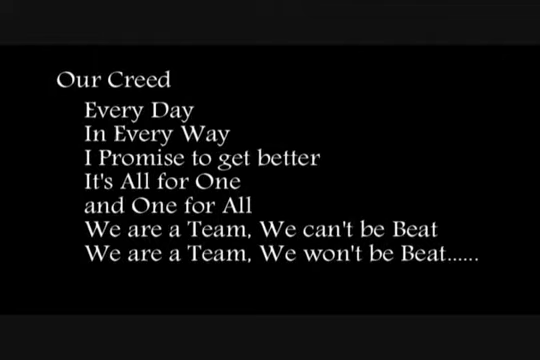 Our Creed
Every Day
In Every Way
I Promise to get better
It's All for One
and One for All
We are a Team, We can't be Beat
We are a Team, We won't be Beat......